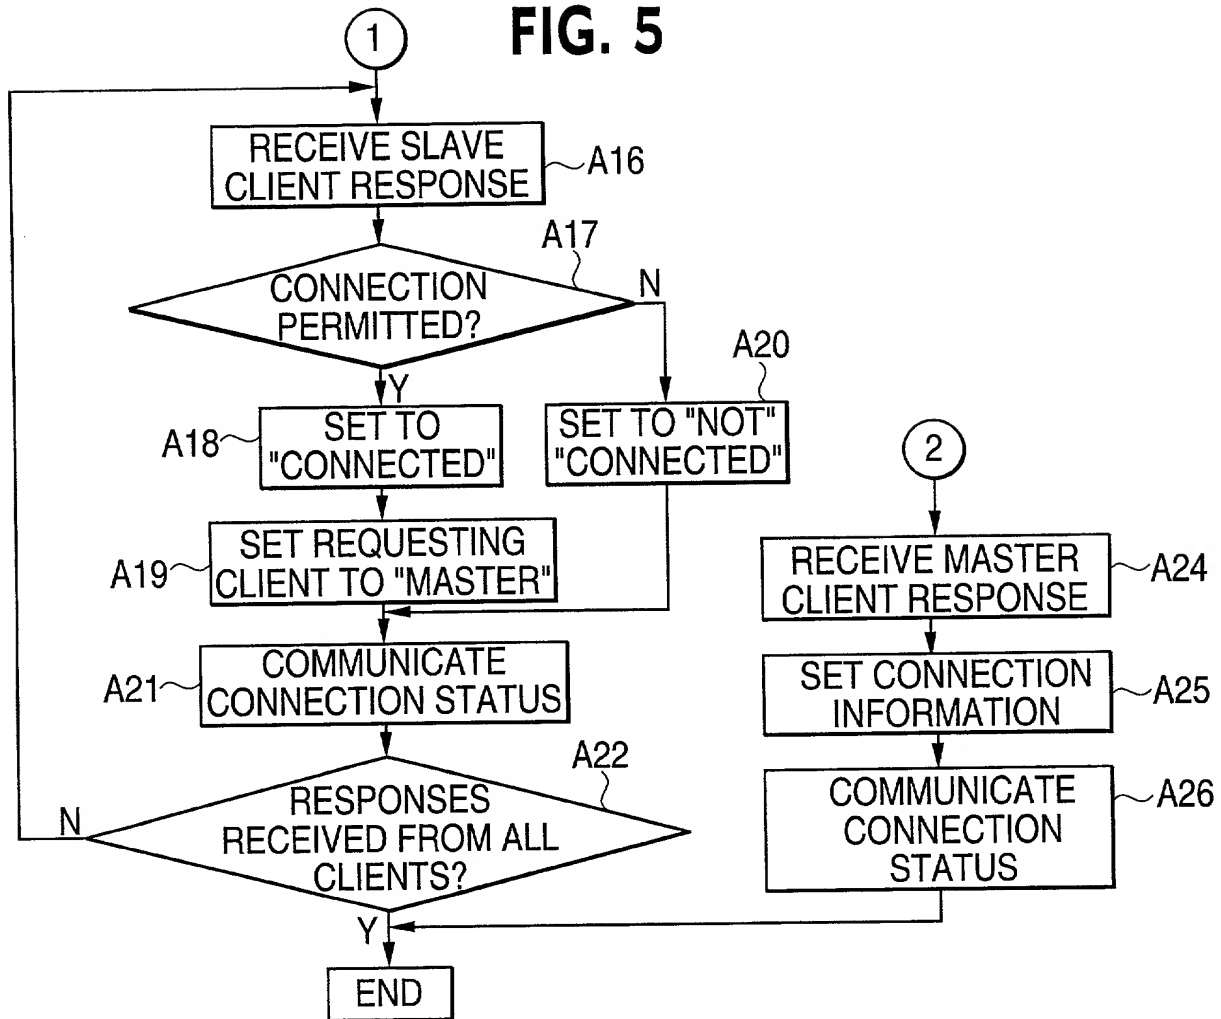 FIG. 5
1
RECEIVE SLAVE
CLIENT RESPONSE
A16
A17
CONNECTION
PERMITTED?
N
Y
A20
A18
SET TO
"CONNECTED"
SET TO "NOT"
"CONNECTED"
A19
SET REQUESTING
CLIENT TO "MASTER"
A21
COMMUNICATE
CONNECTION STATUS
A22
RESPONSES
RECEIVED FROM ALL
CLIENTS?
N
Y
END
2
RECEIVE MASTER
CLIENT RESPONSE
A24
SET CONNECTION
INFORMATION
A25
COMMUNICATE
CONNECTION
STATUS
A26